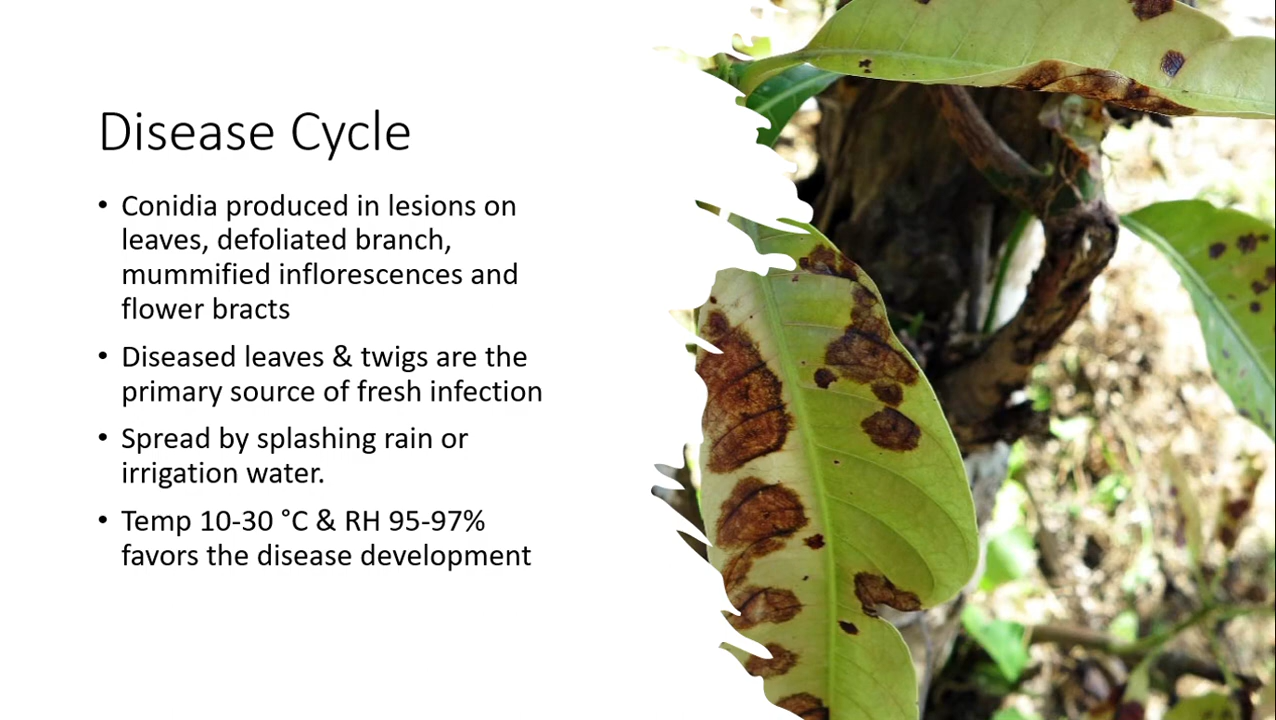 Disease Cycle
• Conidia produced in lesions on
leaves, defoliated branch,
mummified inflorescences and
flower bracts
• Diseased leaves & twigs are the
primary source of fresh infection
• Spread by splashing rain or
irrigation water.
• Temp 10-30 °C & RH 95-97%
favors the disease development